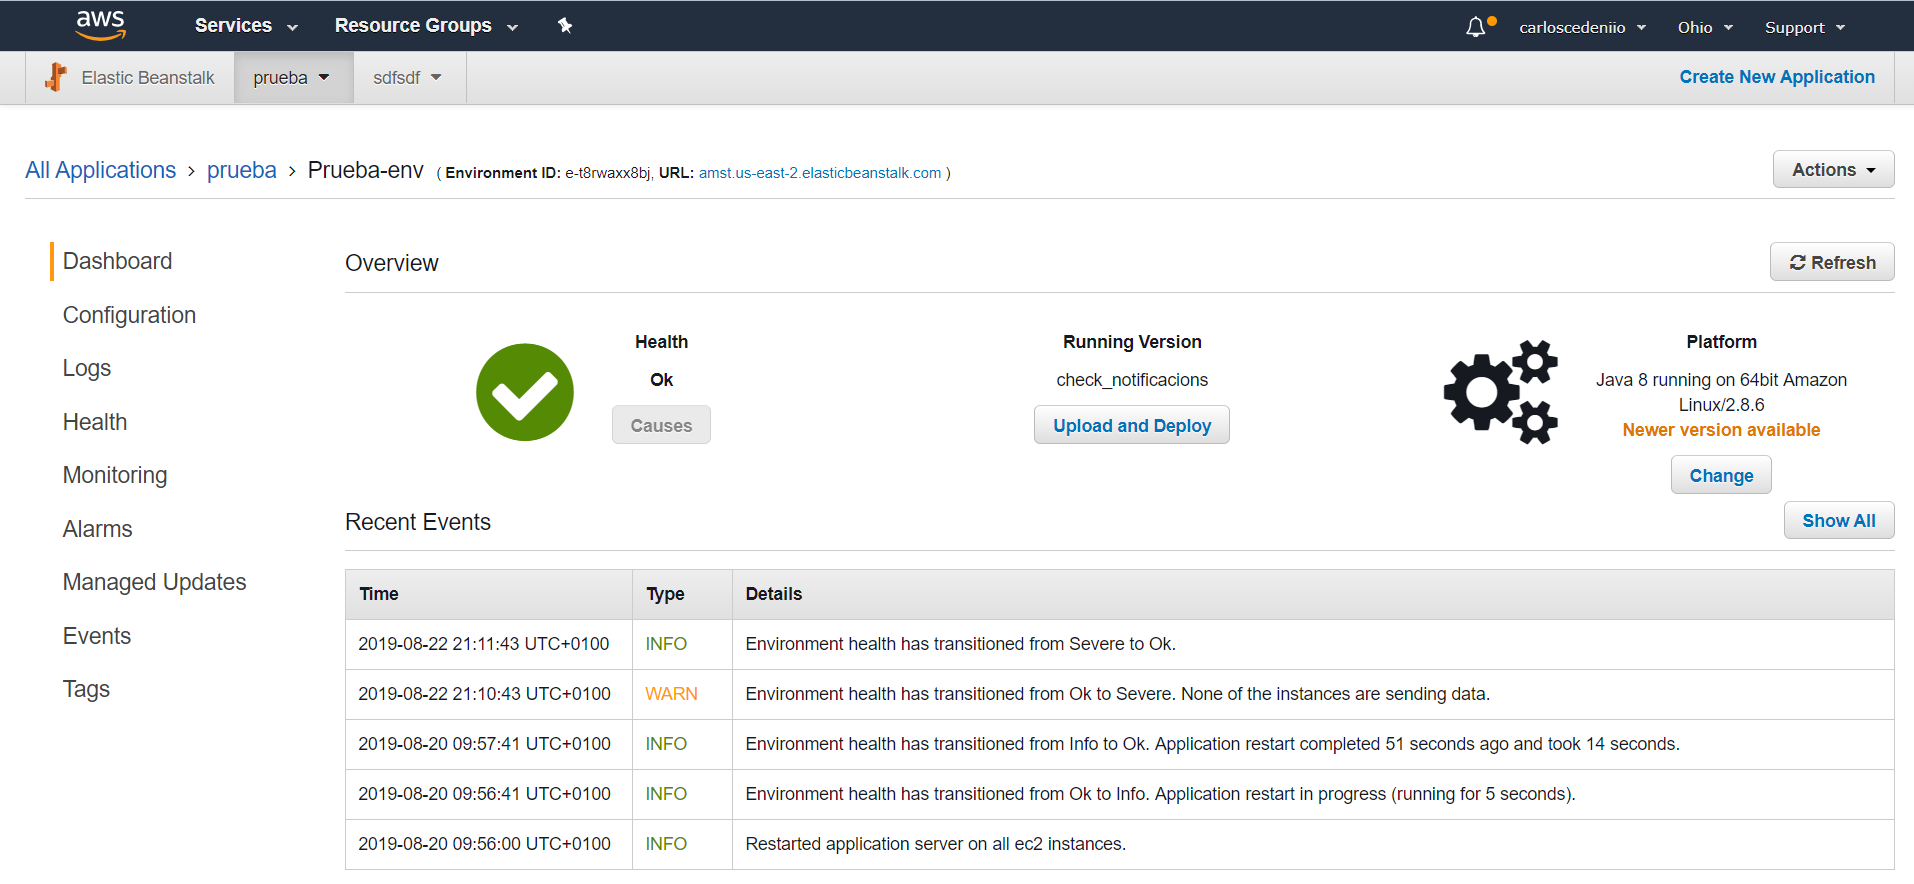 aws Services Resource Groups carloscedeniio Ohio Support
Elastic Beanstalk prueba sdfsdf Create New Application
All Applications > prueba > Prueba-env ( Environment ID: e-t8rwaxx8bj, URL: amst.us-east-2.elasticbeanstalk.com ) Actions
Dashboard
Configuration
Logs
Health
Monitoring
Alarms
Managed Updates
Events
Tags
Overview Refresh
Health
Ok
Causes
Running Version
check_notificacions
Upload and Deploy
Platform
Java 8 running on 64bit Amazon
Linux/2.8.6
Newer version available
Change
Recent Events Show All
Time Type Details
2019-08-22 21:11:43 UTC+0100 INFO Environment health has transitioned from Severe to Ok.
2019-08-22 21:10:43 UTC+0100 WARN Environment health has transitioned from Ok to Severe. None of the instances are sending data.
2019-08-20 09:57:41 UTC+0100 INFO Environment health has transitioned from Info to Ok. Application restart completed 51 seconds ago and took 14 seconds.
2019-08-20 09:56:41 UTC+0100 INFO Environment health has transitioned from Ok to Info. Application restart in progress (running for 5 seconds).
2019-08-20 09:56:00 UTC+0100 INFO Restarted application server on all ec2 instances.